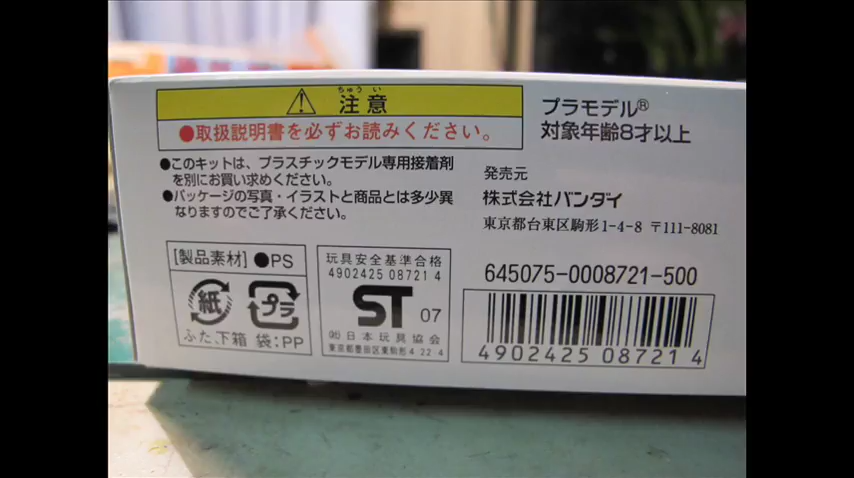 ちゅう い
注意
●取扱説明書を必ずお読みください。
●このキットは、プラスチックモデル専用接着剤
を別にお買い求めください。
●パッケージの写真・イラストと商品とは多少異
なりますのでご了承ください。
プラモデル®
対象年齢8才以上
発売元
株式会社バンダイ
東京都台東区駒形1-4-8 〒111-8081
[製品素材] ●PS
紙 プラ
ふた、下箱 袋:PP
玩具安全基準合格
4902425 08721 4
ST 07
㈳日本玩具協会
645075-0008721-500
4902425 08721 4